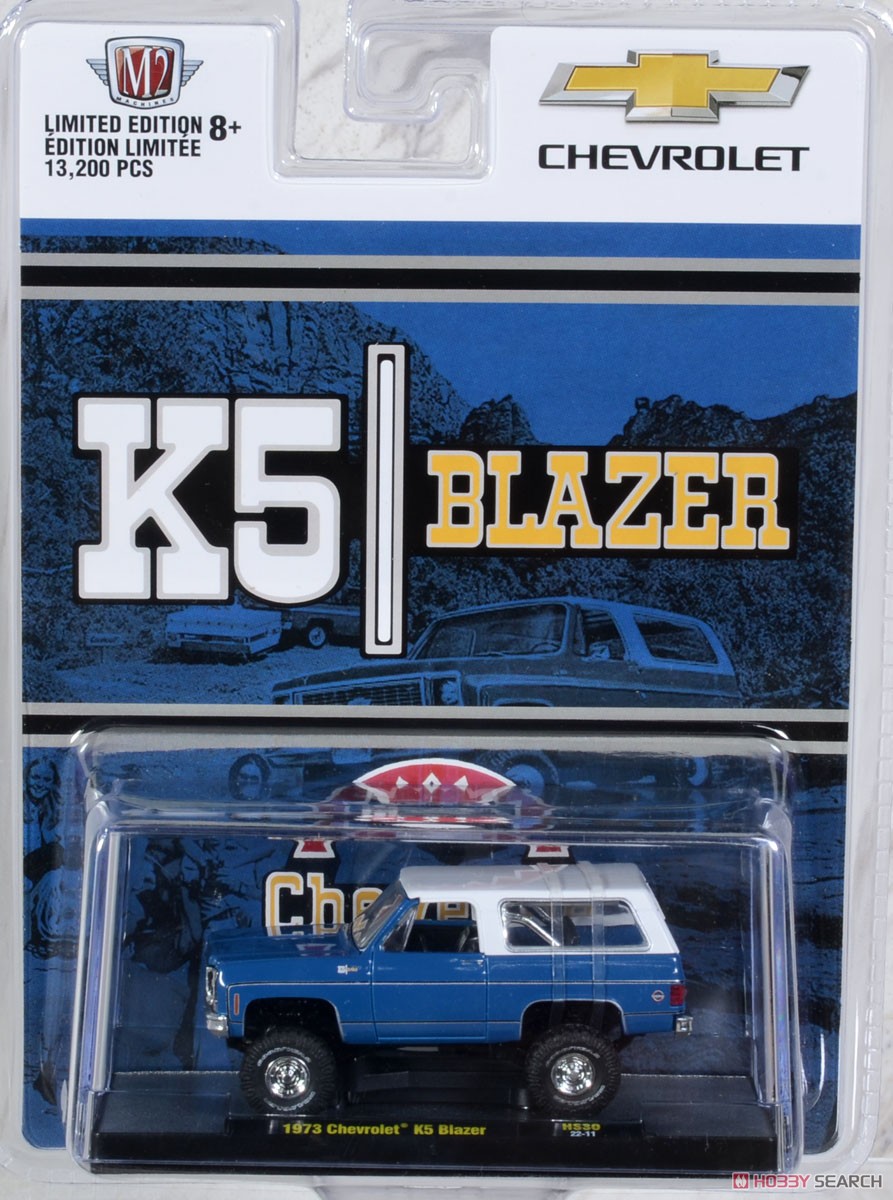 M2
MACHINES
LIMITED EDITION 8+
ÉDITION LIMITÉE
13,200 PCS
CHEVROLET
K5 BLAZER
1973 Chevrolet® K5 Blazer
HS30
22-11
HOBBY SEARCH